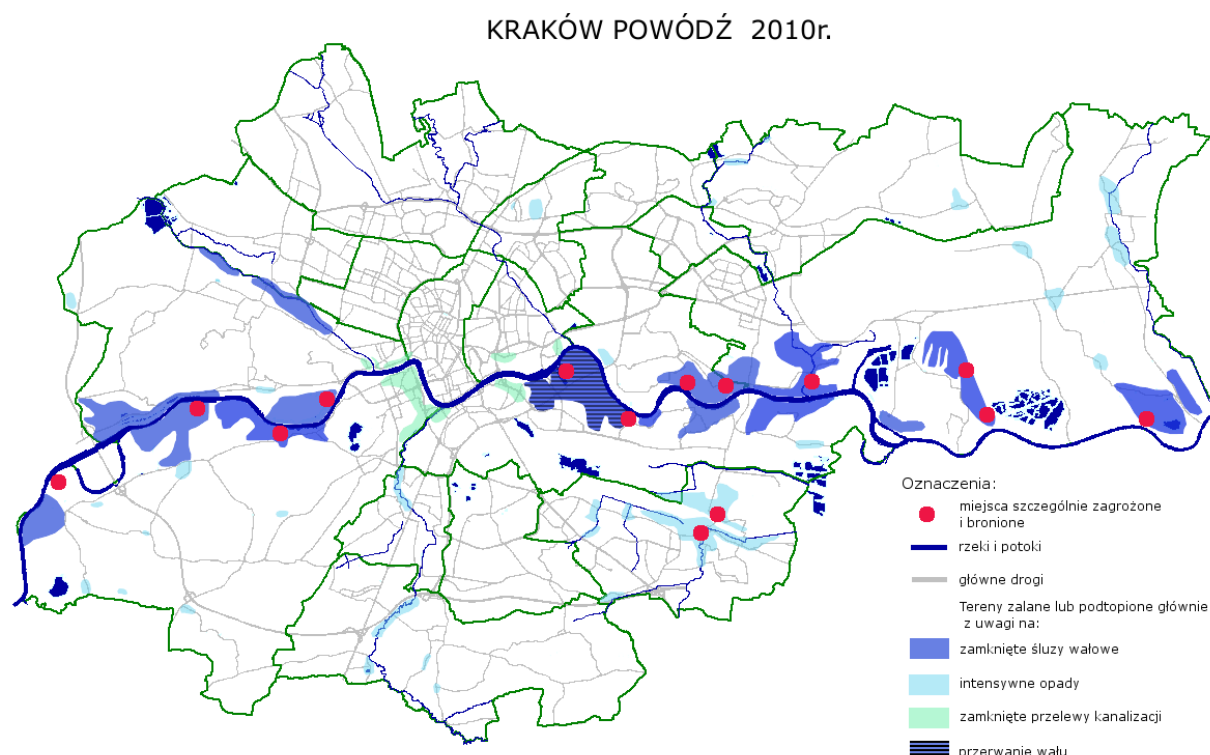 KRAKÓW POWÓDŹ 2010r.
Oznaczenia:
miejsca szczególnie zagrożone
i bronione
rzeki i potoki
główne drogi
Tereny zalane lub podtopione głównie
z uwagi na:
zamknięte śluzy wałowe
intensywne opady
zamknięte przelewy kanalizacji
przerwanie wału